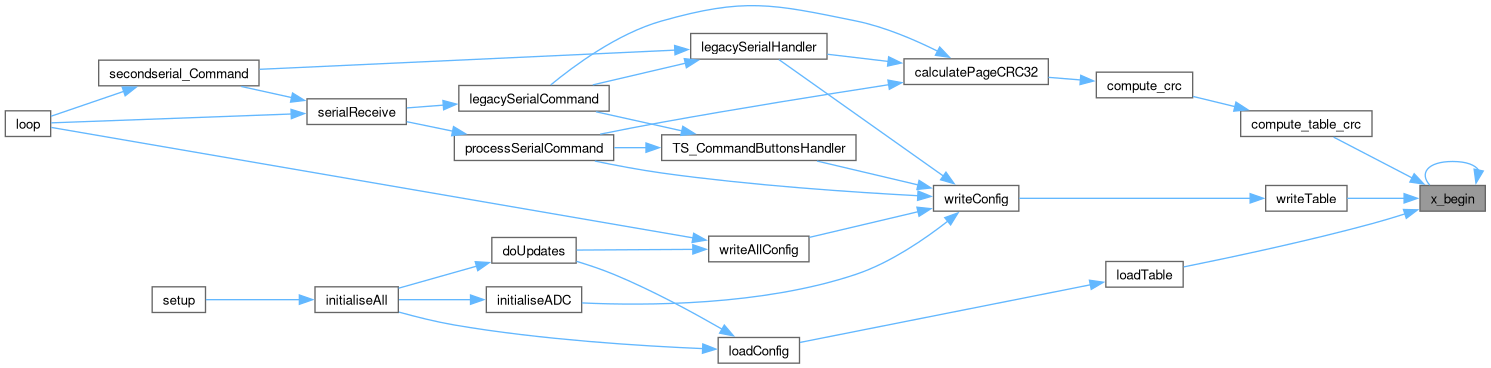 legacySerialHandler
secondserial_Command
calculatePageCRC32
compute_crc
legacySerialCommand
serialReceive
loop
compute_table_crc
processSerialCommand
TS_CommandButtonsHandler
writeConfig
writeTable
x_begin
doUpdates
writeAllConfig
loadTable
setup
initialiseAll
initialiseADC
loadConfig